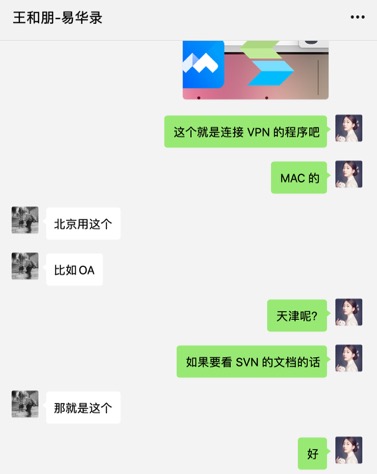 王和朋-易华录
这个就是连接 VPN 的程序吧
MAC 的
北京用这个
比如OA
天津呢?
如果要看 SVN 的文档的话
那就是这个
好